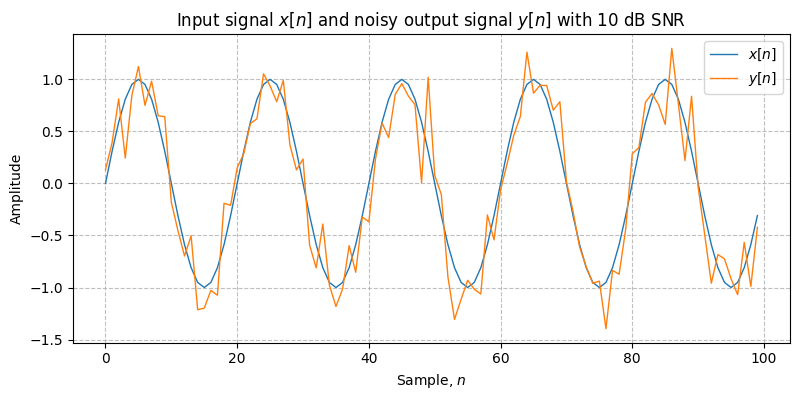 Input signal x[n] and noisy output signal y[n] with 10 dB SNR
x[n]
y[n]
1.0
0.5
0.0
−0.5
−1.0
−1.5
Amplitude
0 20 40 60 80 100
Sample, n